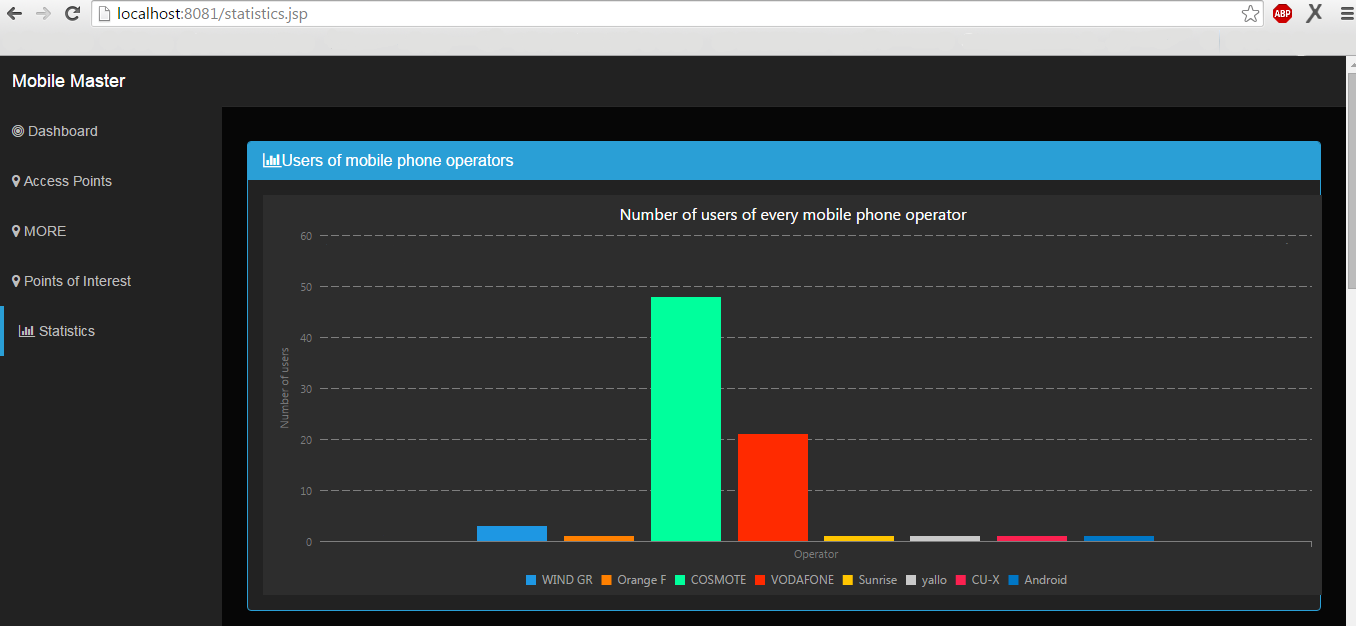 localhost:8081/statistics.jsp
ABP
Mobile Master
Dashboard
Access Points
MORE
Points of Interest
Statistics
Users of mobile phone operators
Number of users of every mobile phone operator
60
50
40
30
20
10
0
Number of users
Operator
WIND GR Orange F COSMOTE VODAFONE Sunrise yallo CU-X Android